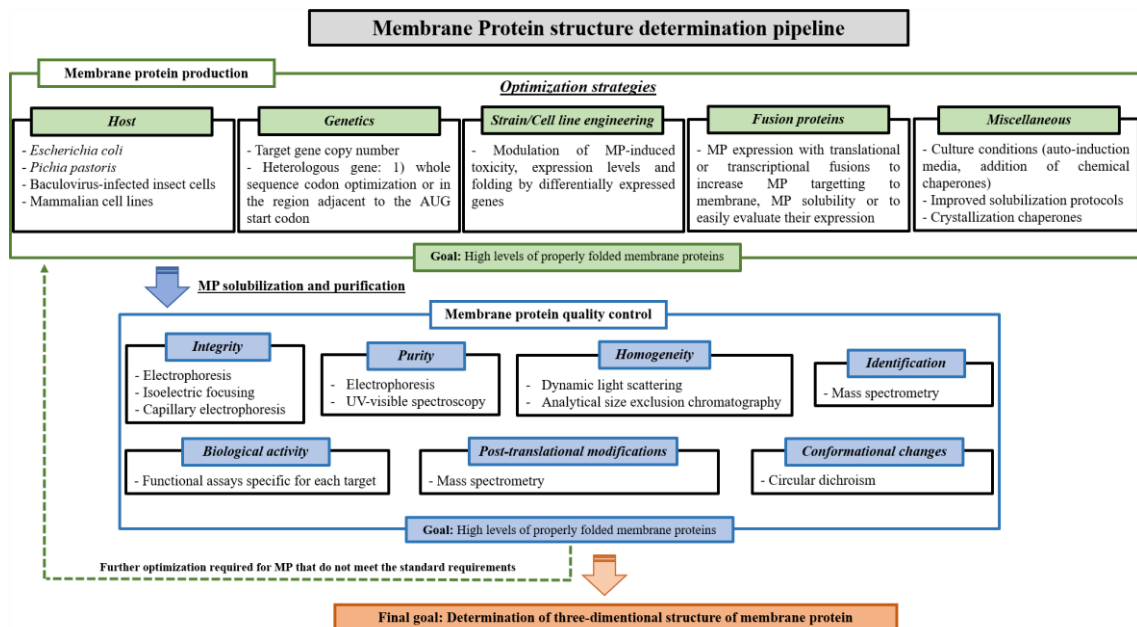 Membrane Protein structure determination pipeline
Membrane protein production
Optimization strategies
Host
- Escherichia coli
- Pichia pastoris
- Baculovirus-infected insect cells
- Mammalian cell lines
Genetics
- Target gene copy number
- Heterologous gene: 1) whole
sequence codon optimization or in
the region adjacent to the AUG
start codon
Strain/Cell line engineering
- Modulation of MP-induced
toxicity, expression levels and
folding by differentially expressed
genes
Fusion proteins
- MP expression with translational
or transcriptional fusions to
increase MP targetting to
membrane, MP solubility or to
easily evaluate their expression
Miscellaneous
- Culture conditions (auto-induction
media, addition of chemical
chaperones)
- Improved solubilization protocols
- Crystallization chaperones
Goal: High levels of properly folded membrane proteins
MP solubilization and purification
Membrane protein quality control
Integrity
- Electrophoresis
- Isoelectric focusing
- Capillary electrophoresis
Purity
- Electrophoresis
- UV-visible spectroscopy
Homogeneity
- Dynamic light scattering
- Analytical size exclusion chromatography
Identification
- Mass spectrometry
Biological activity
- Functional assays specific for each target
Post-translational modifications
- Mass spectrometry
Conformational changes
- Circular dichroism
Goal: High levels of properly folded membrane proteins
Further optimization required for MP that do not meet the standard requirements
Final goal: Determination of three-dimentional structure of membrane protein